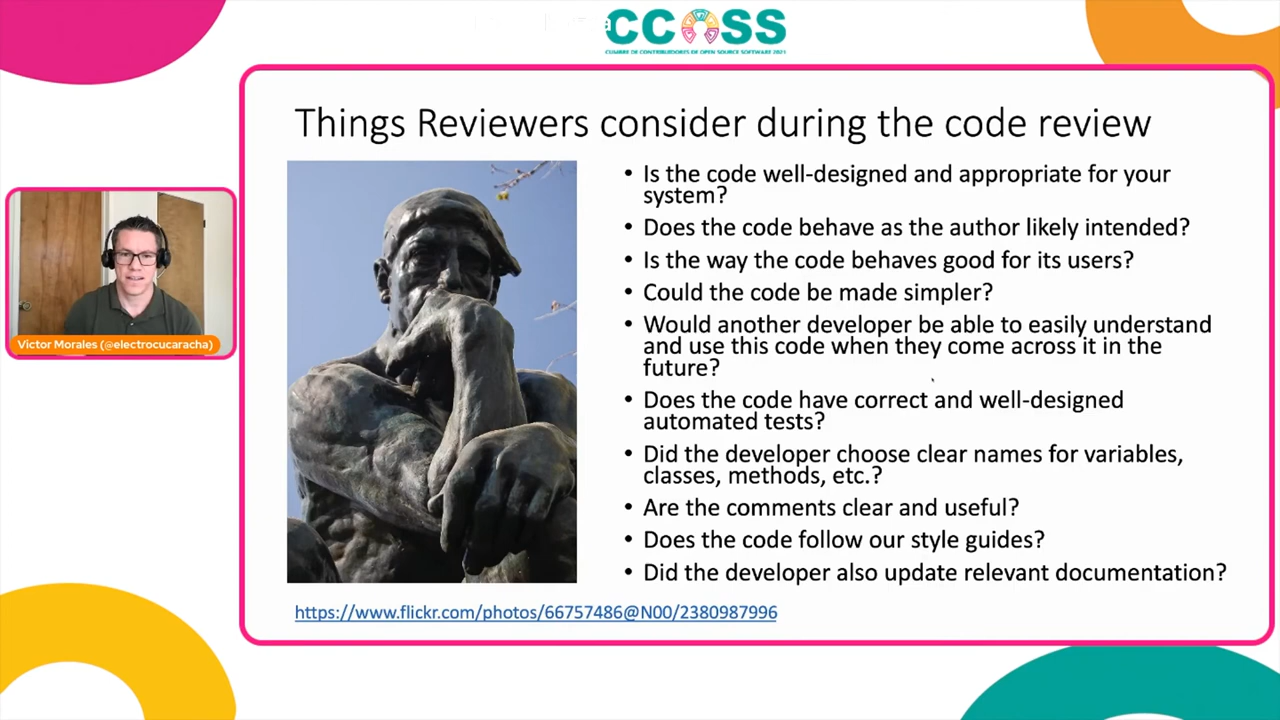 CCOSS
CUMBRE DE CONTRIBUIDORES DE OPEN SOURCE SOFTWARE 2021
Things Reviewers consider during the code review
• Is the code well-designed and appropriate for your
system?
• Does the code behave as the author likely intended?
• Is the way the code behaves good for its users?
• Could the code be made simpler?
• Would another developer be able to easily understand
and use this code when they come across it in the
future?
• Does the code have correct and well-designed
automated tests?
• Did the developer choose clear names for variables,
classes, methods, etc.?
• Are the comments clear and useful?
• Does the code follow our style guides?
• Did the developer also update relevant documentation?
https://www.flickr.com/photos/66757486@N00/2380987996
Victor Morales (@electrocucaracha)